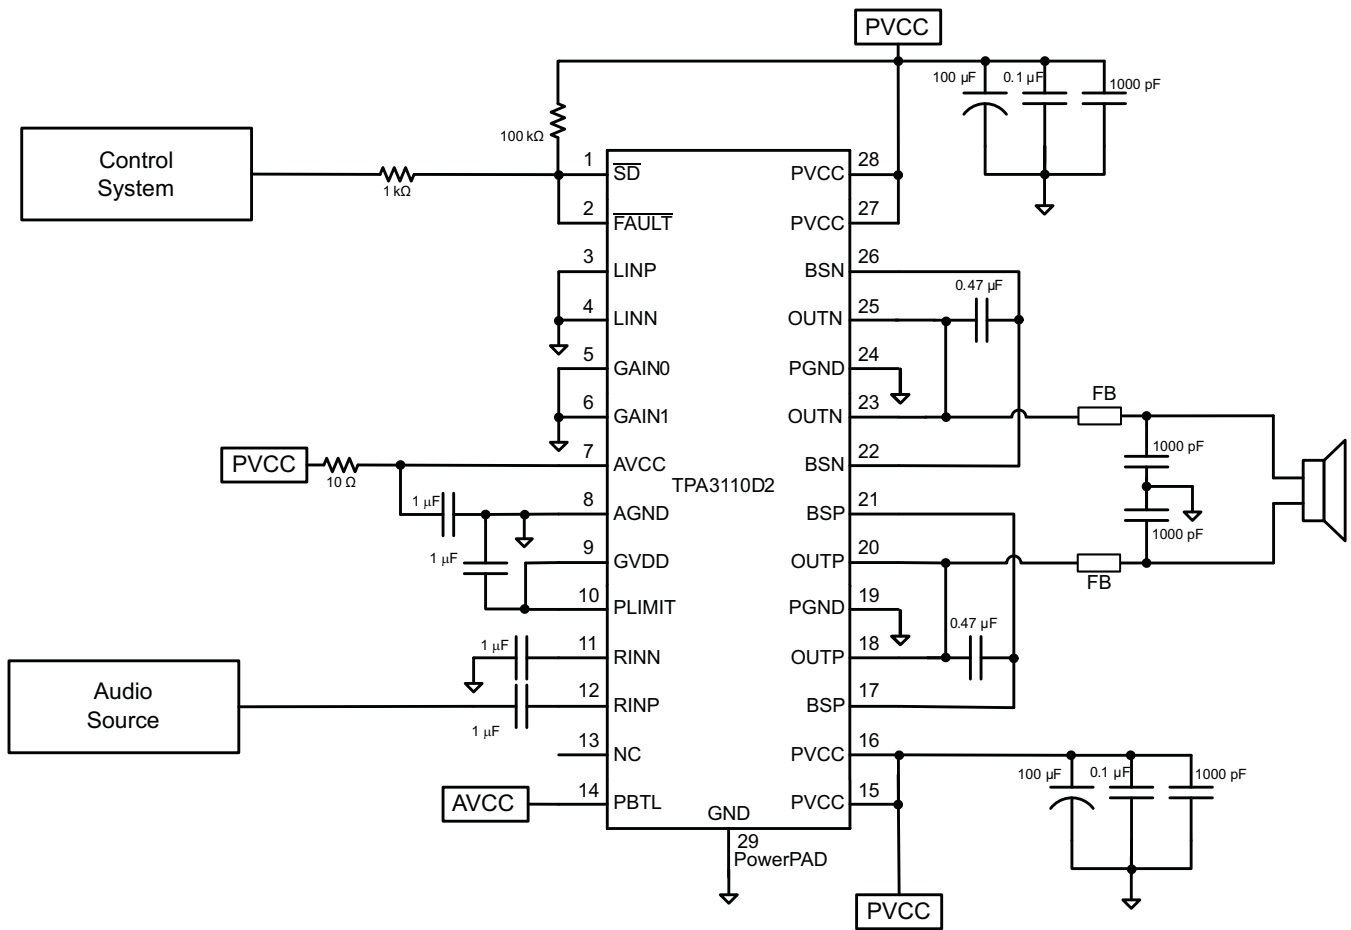 PVCC
100 µF
0.1 µF
1000 pF
100 kΩ
Control
System
1 kΩ
1
SD
28
PVCC
2
FAULT
27
PVCC
3
LINP
26
BSN
0.47 µF
4
LINN
25
OUTN
5
GAIN0
24
PGND
6
GAIN1
23
OUTN
FB
PVCC
10 Ω
7
AVCC
22
BSN
1000 pF
TPA3110D2
1 µF
8
AGND
21
BSP
1000 pF
1 µF
9
GVDD
20
OUTP
FB
10
PLIMIT
19
PGND
0.47 µF
1 µF
11
RINN
18
OUTP
Audio
Source
12
RINP
17
BSP
1 µF
13
NC
16
PVCC
100 µF
0.1 µF
1000 pF
AVCC
14
PBTL
15
PVCC
GND
29
PowerPAD
PVCC